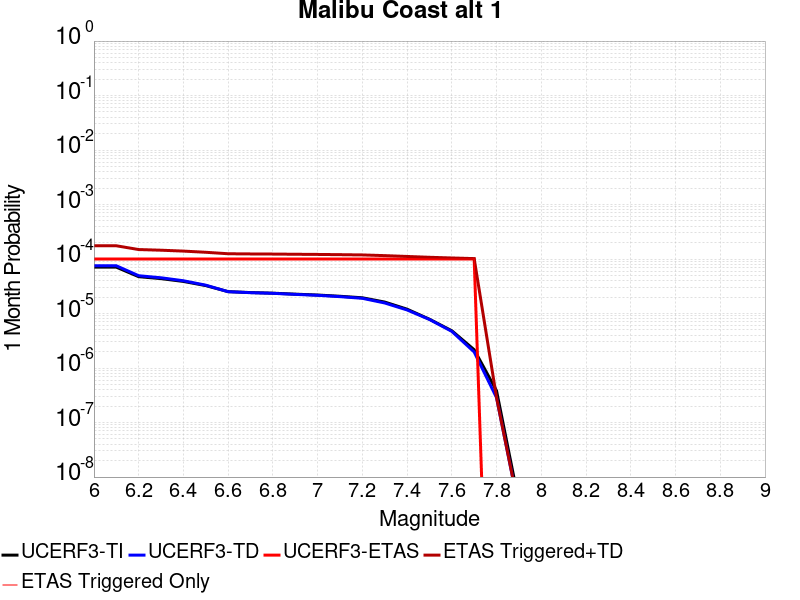 Malibu Coast alt 1
10^0
10^-1
10^-2
10^-3
10^-4
10^-5
10^-6
10^-7
10^-8
1 Month Probability
6 6.2 6.4 6.6 6.8 7 7.2 7.4 7.6 7.8 8 8.2 8.4 8.6 8.8 9
Magnitude
UCERF3-TI UCERF3-TD UCERF3-ETAS ETAS Triggered+TD
ETAS Triggered Only